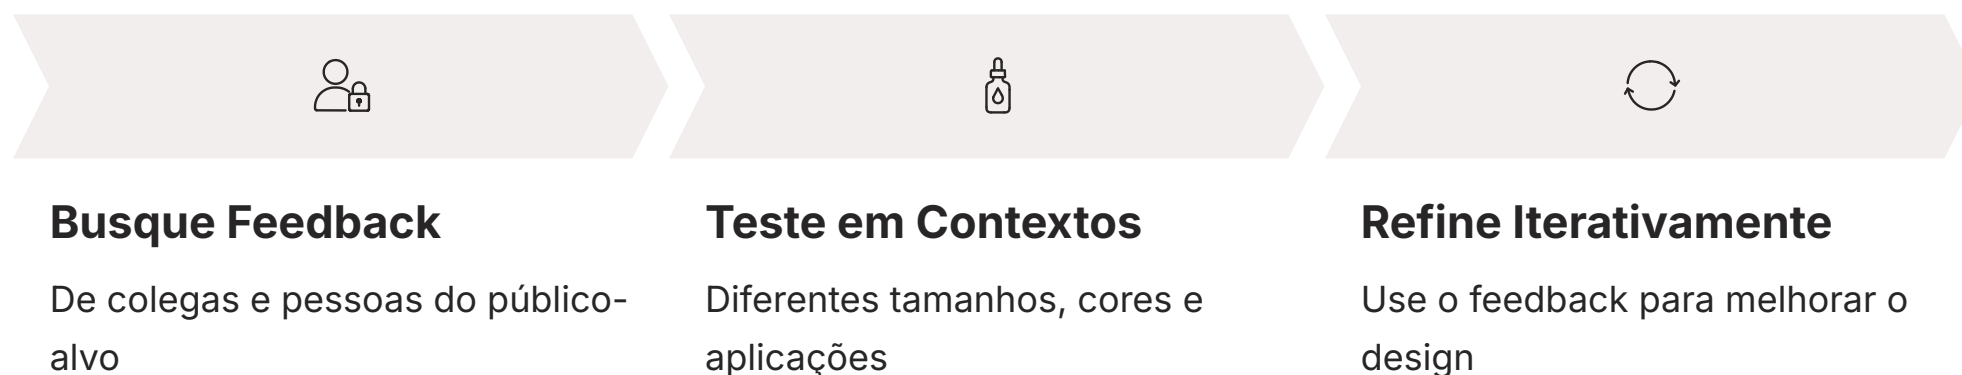 Busque Feedback
De colegas e pessoas do público-
alvo
Teste em Contextos
Diferentes tamanhos, cores e
aplicações
Refine Iterativamente
Use o feedback para melhorar o
design